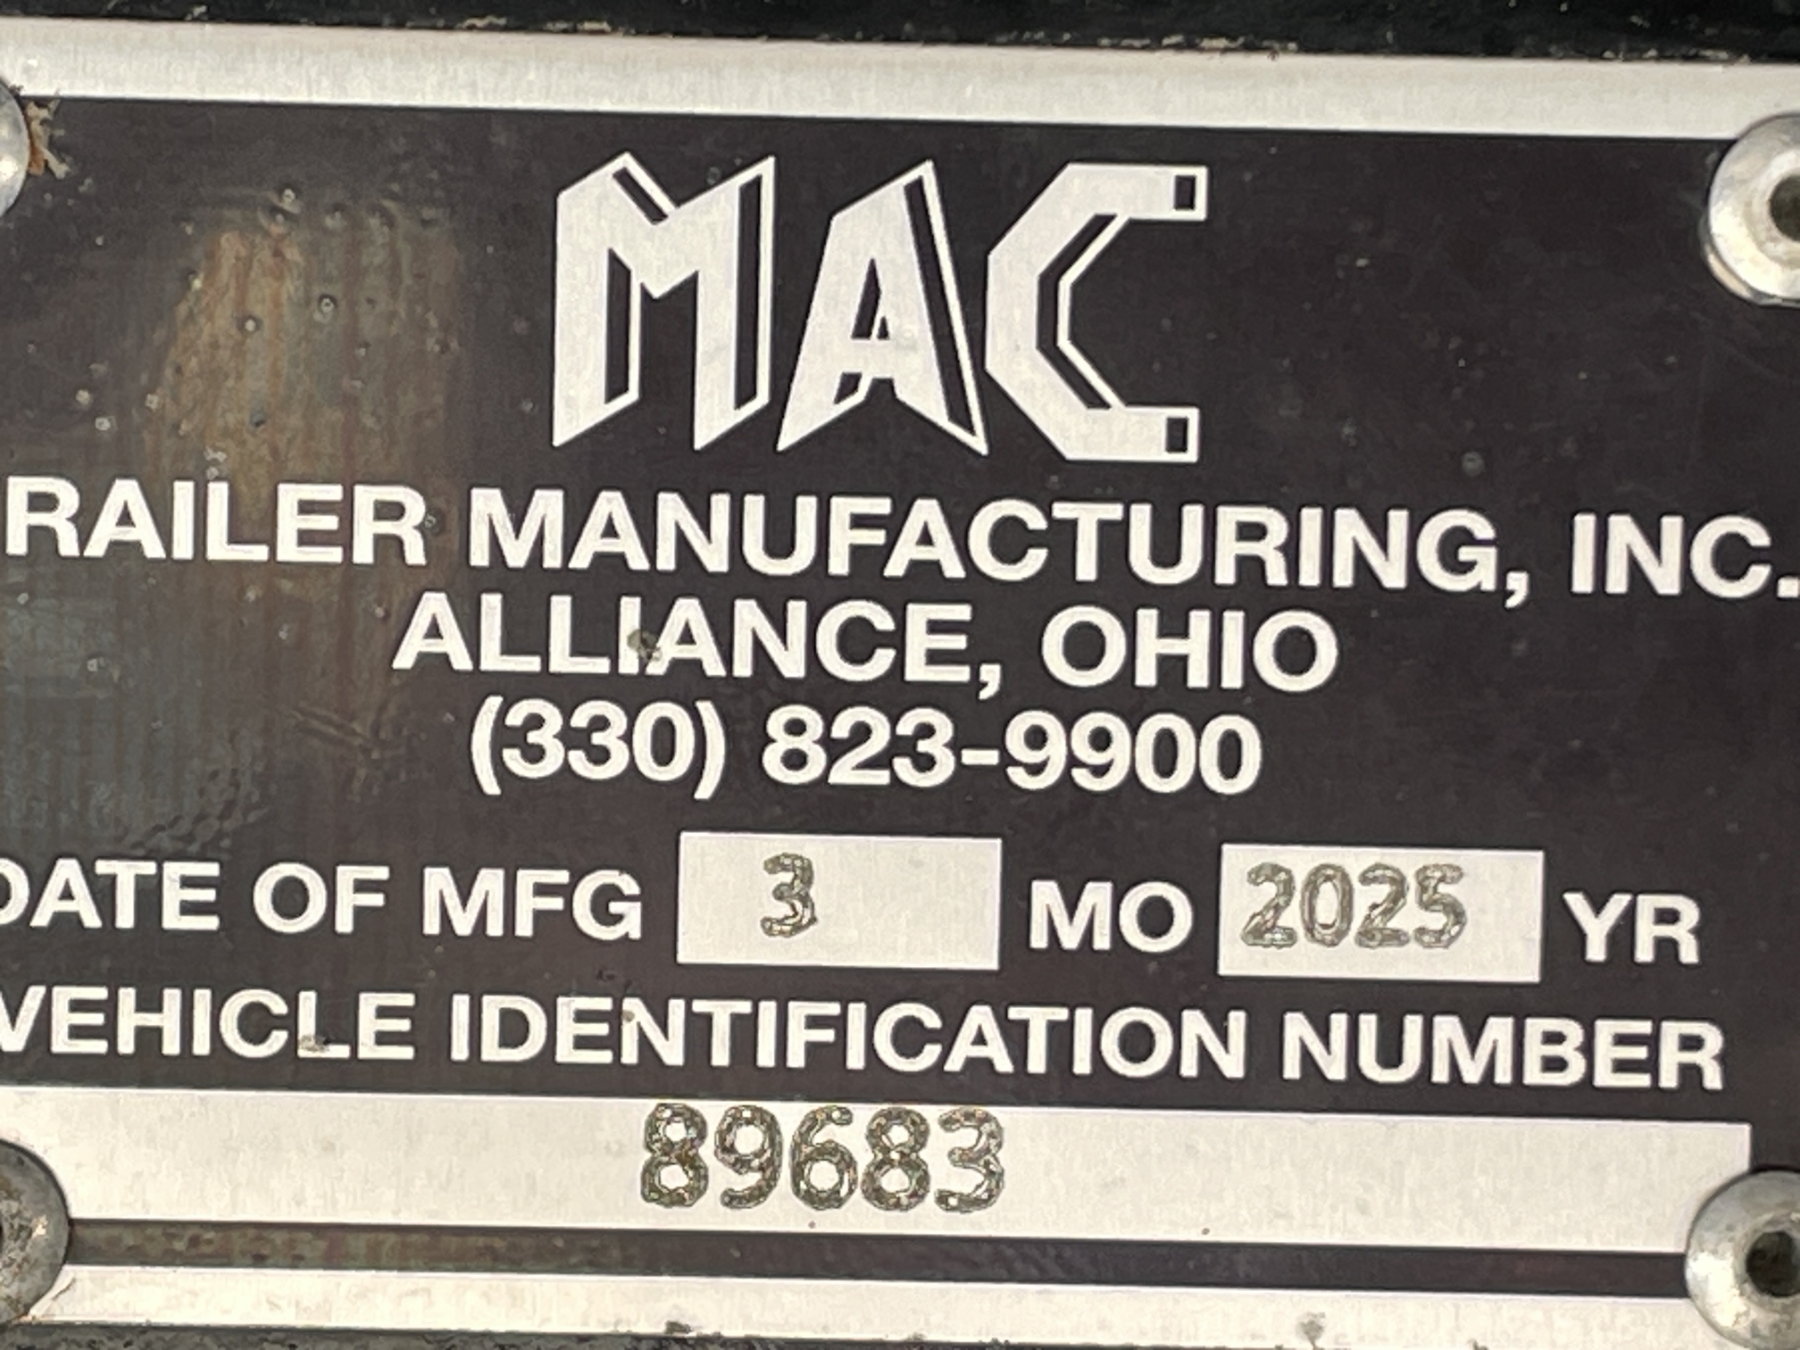 MAC
RAILER MANUFACTURING, INC.
ALLIANCE, OHIO
(330) 823-9900
DATE OF MFG 3 MO 2025 YR
VEHICLE IDENTIFICATION NUMBER
89683